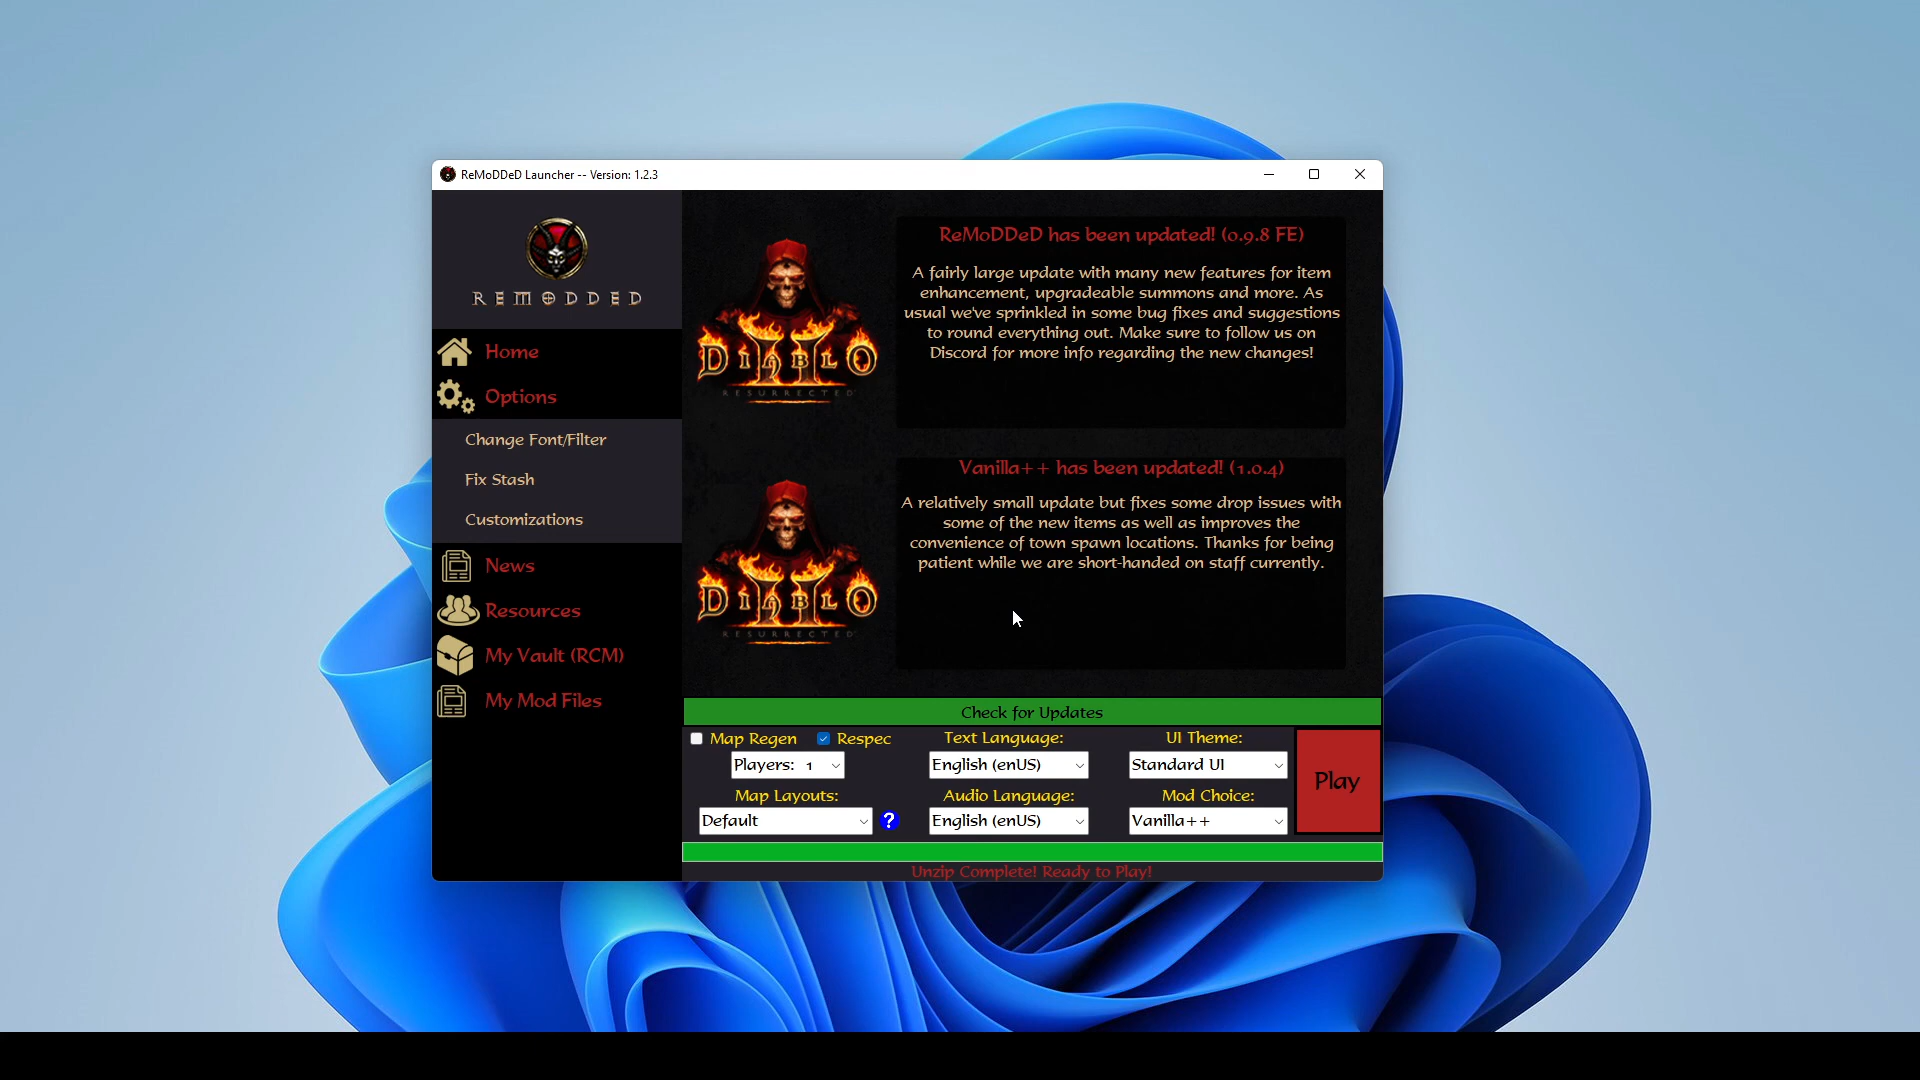 ReMoDDeD Launcher -- Version: 1.2.3
REMODDED
Home
Options
Change Font/Filter
Fix Stash
Customizations
News
Resources
My Vault (RCM)
My Mod Files
DIABLO II
RESURRECTED
ReMoDDeD has been updated! (0.9.8 FE)
A fairly large update with many new features for item
enhancement, upgradeable summons and more. As
usual we've sprinkled in some bug fixes and suggestions
to round everything out. Make sure to follow us on
Discord for more info regarding the new changes!
DIABLO II
RESURRECTED
Vanilla++ has been updated! (1.0.4)
A relatively small update but fixes some drop issues with
some of the new items as well as improves the
convenience of town spawn locations. Thanks for being
patient while we are short-handed on staff currently.
Check for Updates
Map Regen Respec
Players: 1
Map Layouts:
Default
?
Text Language:
English (enUS)
Audio Language:
English (enUS)
UI Theme:
Standard UI
Mod Choice:
Vanilla++
Play
Unzip Complete! Ready to Play!